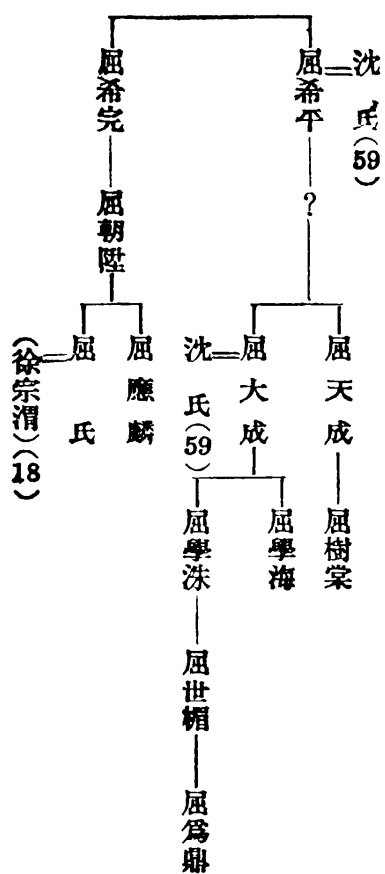 沈氏(59)
屈希平
屈希完
?
屈朝陞
屈天成
屈大成
沈氏(59)
屈應麟
屈氏
(徐宗渭)(18)
屈樹棠
屈學海
屈學洙
屈世楣
屈爲鼎